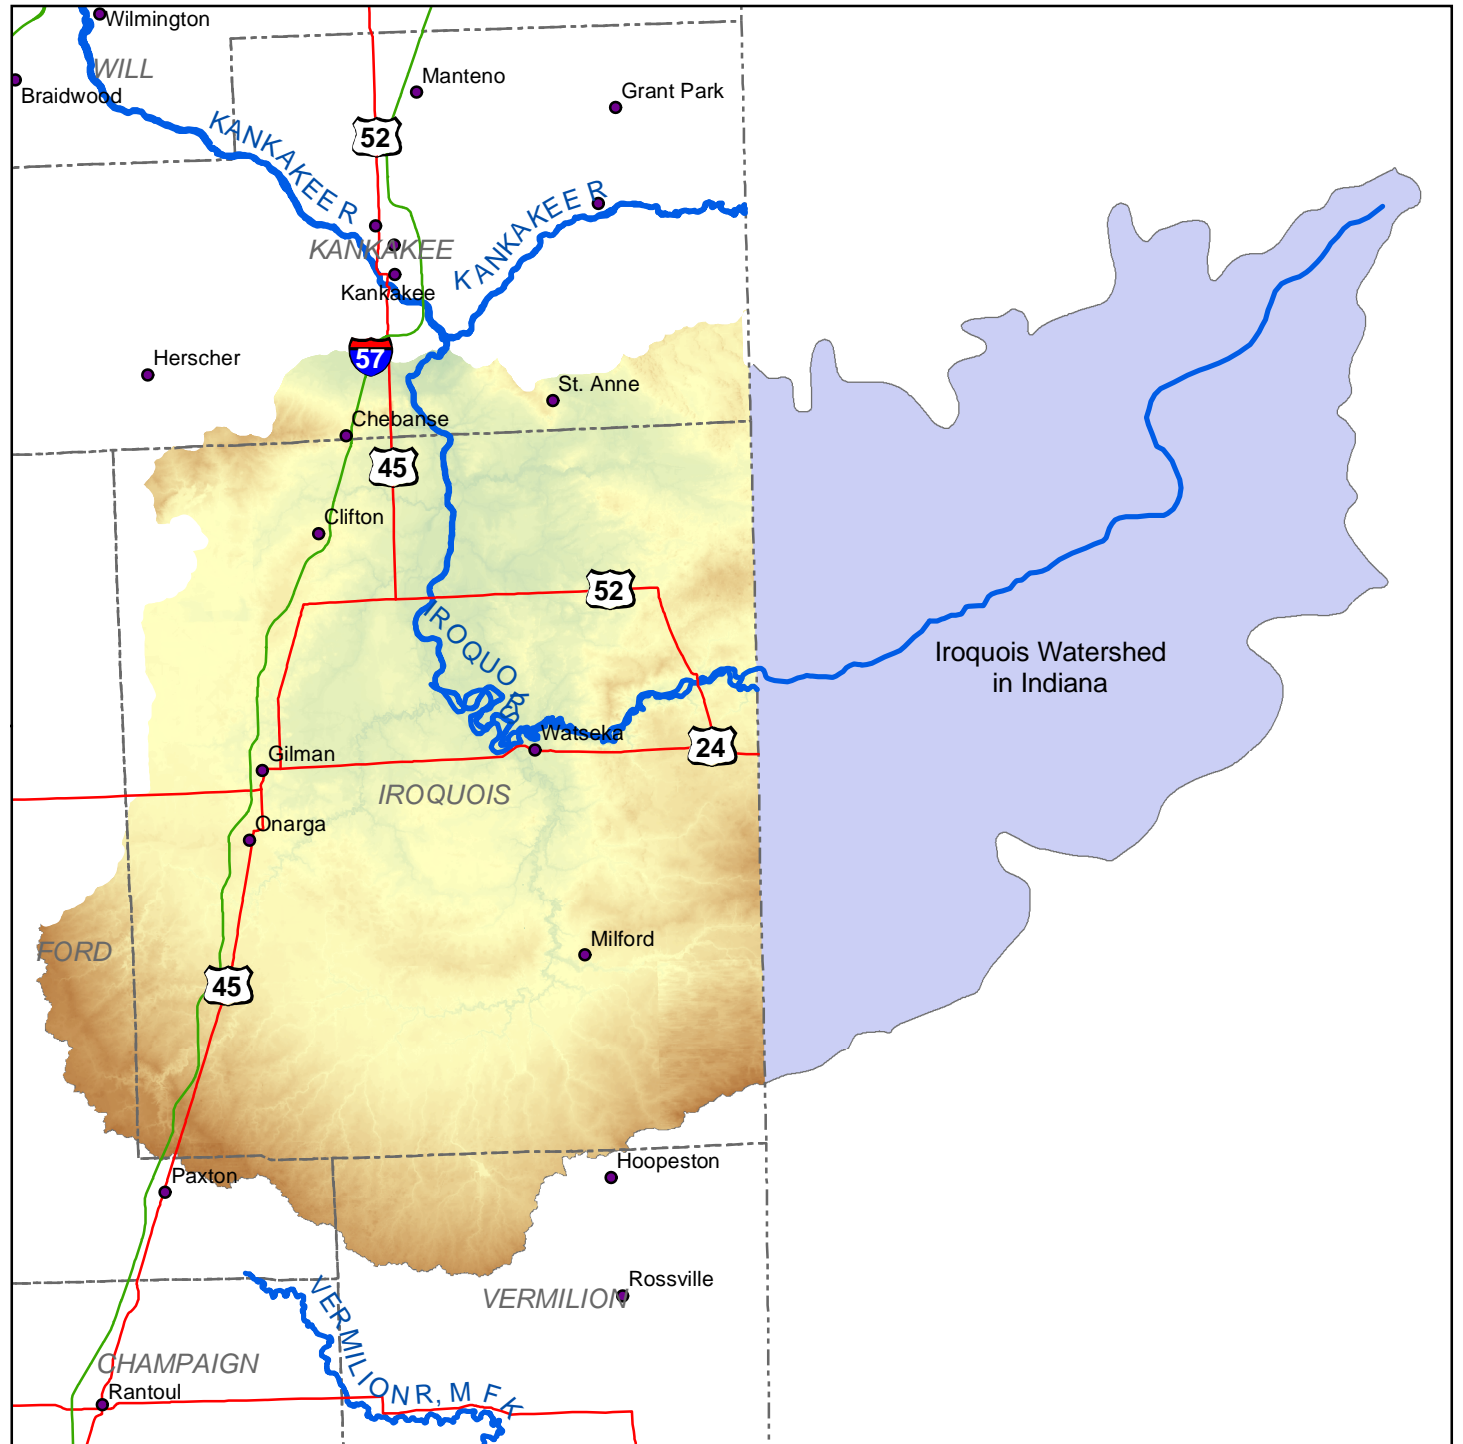 Wilmington
WILL
Manteno
Braidwood
Grant Park
KANKAKEE R
52
KANKAKEE R
KANKAKEE
Kankakee
57
Herscher
St. Anne
Chebanse
45
Clifton
52
IROQUOIS R
Iroquois Watershed
in Indiana
Watseka
24
Gilman
IROQUOIS
Onarga
Milford
FORD
45
Hoopeston
Paxton
Rossville
VERMILION
VERMILION R, M F K
CHAMPAIGN
Rantoul